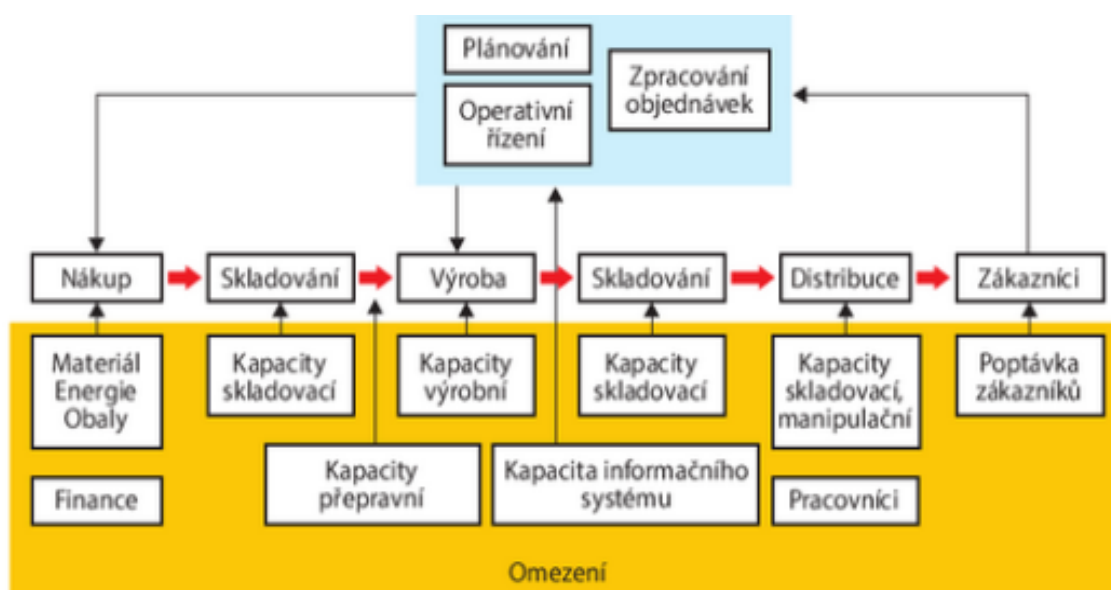 Plánování
Zpracování
objednávek
Operativní
řízení
Nákup
Skladování
Výroba
Skladování
Distribuce
Zákazníci
Materiál
Energie
Obaly
Kapacity
skladovací
Kapacity
výrobní
Kapacity
skladovací
Kapacity
skladovací,
manipulační
Poptávka
zákazníků
Finance
Kapacity
přepravní
Kapacita informačního
systému
Pracovníci
Omezení